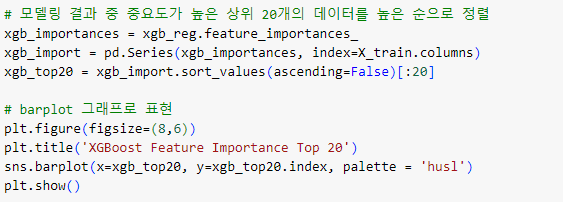 # 모델링 결과 중 중요도가 높은 상위 20개의 데이터를 높은 순으로 정렬
xgb_importances = xgb_reg.feature_importances_
xgb_import = pd.Series(xgb_importances, index=X_train.columns)
xgb_top20 = xgb_import.sort_values(ascending=False)[:20]

# barplot 그래프로 표현
plt.figure(figsize=(8,6))
plt.title('XGBoost Feature Importance Top 20')
sns.barplot(x=xgb_top20, y=xgb_top20.index, palette = 'husl')
plt.show()